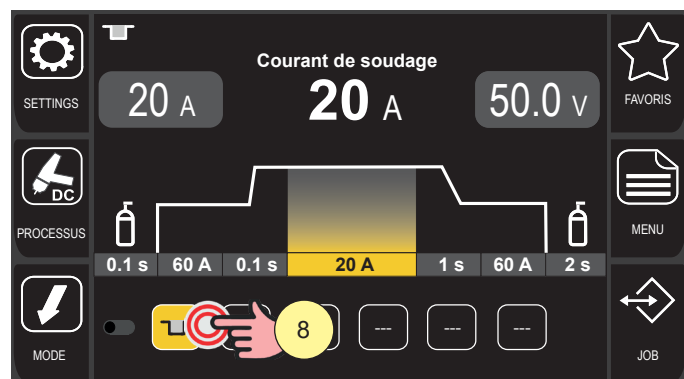 Courant de soudage
20 A
20 A
50.0 V
SETTINGS
FAVORIS
DC
PROCESSUS
MENU
0.1 s 60 A 0.1 s 20 A 1 s 60 A 2 s
8
---
---
---
MODE
JOB